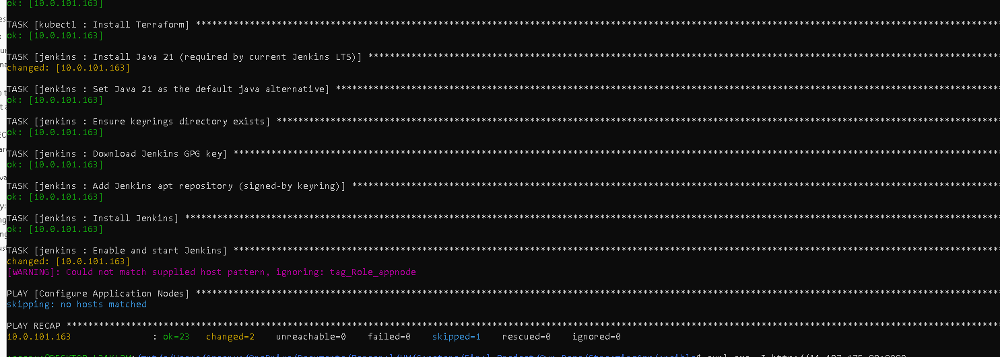 ok: [10.0.101.163]
TASK [kubectl : Install Terraform] ****************************************************************************************************************************************************
ok: [10.0.101.163]
TASK [jenkins : Install Java 21 (required by current Jenkins LTS)] ********************************************************************************************************************
changed: [10.0.101.163]
TASK [jenkins : Set Java 21 as the default java alternative] **************************************************************************************************************************
ok: [10.0.101.163]
TASK [jenkins : Ensure keyrings directory exists] *************************************************************************************************************************************
ok: [10.0.101.163]
TASK [jenkins : Download Jenkins GPG key] *********************************************************************************************************************************************
ok: [10.0.101.163]
TASK [jenkins : Add Jenkins apt repository (signed-by keyring)] ***********************************************************************************************************************
ok: [10.0.101.163]
TASK [jenkins : Install Jenkins] ******************************************************************************************************************************************************
ok: [10.0.101.163]
TASK [jenkins : Enable and start Jenkins] *********************************************************************************************************************************************
changed: [10.0.101.163]
[WARNING]: Could not match supplied host pattern, ignoring: tag_Role_appnode
PLAY [Configure Application Nodes] ****************************************************************************************************************************************************
skipping: no hosts matched
PLAY RECAP ****************************************************************************************************************************************************************************
10.0.101.163 : ok=23 changed=2 unreachable=0 failed=0 skipped=1 rescued=0 ignored=0